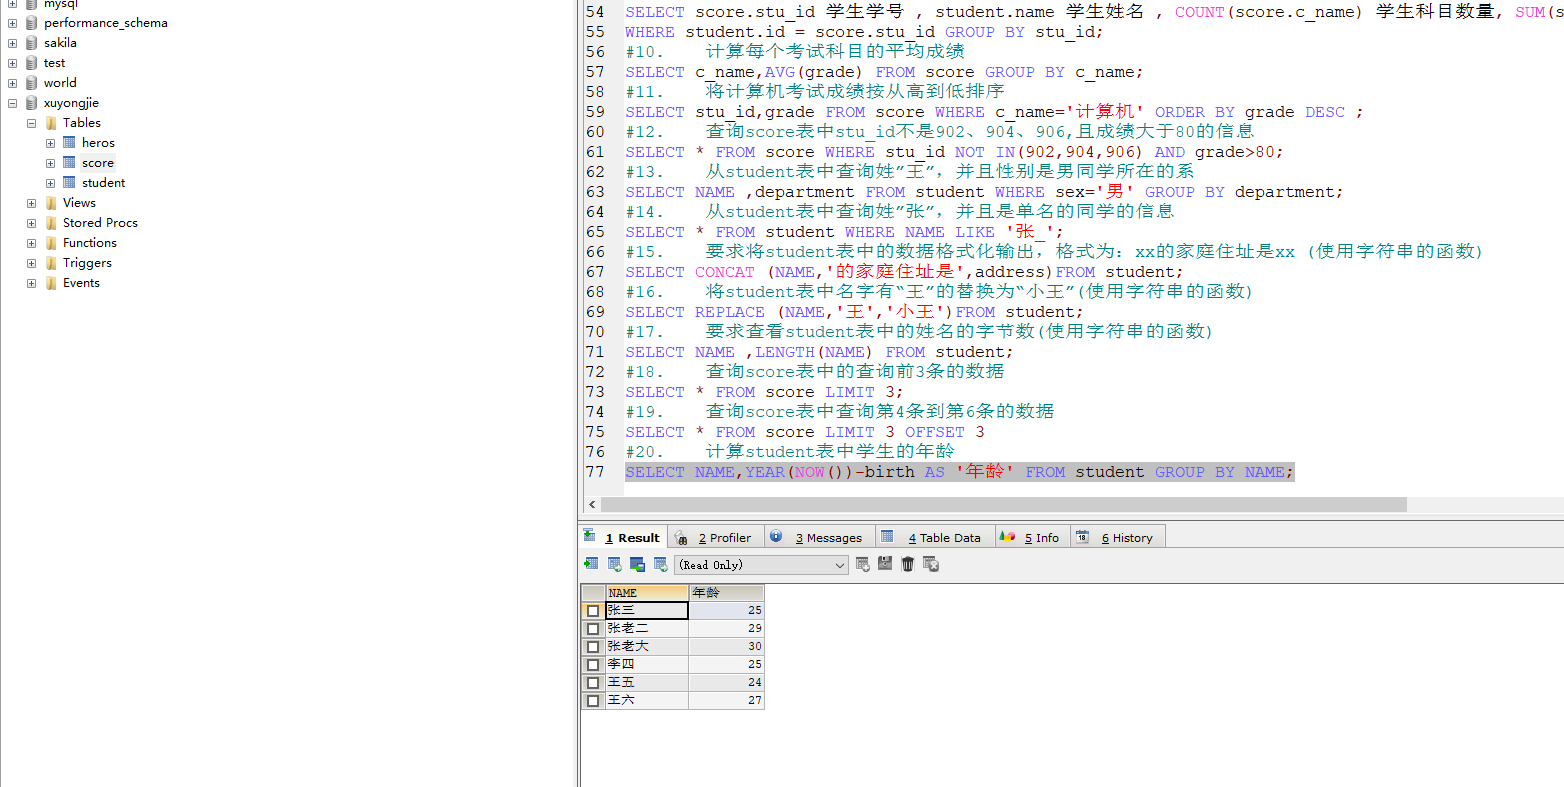 mysql
performance_schema
sakila
test
world
xuyongjie
Tables
heros
score
student
Views
Stored Procs
Functions
Triggers
Events
54 SELECT score.stu_id 学生学号 , student.name 学生姓名 , COUNT(score.c_name) 学生科目数量, SUM(s
55 WHERE student.id = score.stu_id GROUP BY stu_id;
56 #10. 计算每个考试科目的平均成绩
57 SELECT c_name,AVG(grade) FROM score GROUP BY c_name;
58 #11. 将计算机考试成绩按从高到低排序
59 SELECT stu_id,grade FROM score WHERE c_name='计算机' ORDER BY grade DESC ;
60 #12. 查询score表中stu_id不是902、904、906,且成绩大于80的信息
61 SELECT * FROM score WHERE stu_id NOT IN(902,904,906) AND grade>80;
62 #13. 从student表中查询姓”王”，并且性别是男同学所在的系
63 SELECT NAME ,department FROM student WHERE sex='男' GROUP BY department;
64 #14. 从student表中查询姓”张”，并且是单名的同学的信息
65 SELECT * FROM student WHERE NAME LIKE '张_';
66 #15. 要求将student表中的数据格式化输出，格式为：xx的家庭住址是xx (使用字符串的函数)
67 SELECT CONCAT (NAME,'的家庭住址是',address)FROM student;
68 #16. 将student表中名字有“王”的替换为“小王”(使用字符串的函数)
69 SELECT REPLACE (NAME,'王','小王')FROM student;
70 #17. 要求查看student表中的姓名的字节数(使用字符串的函数)
71 SELECT NAME ,LENGTH(NAME) FROM student;
72 #18. 查询score表中的查询前3条的数据
73 SELECT * FROM score LIMIT 3;
74 #19. 查询score表中查询第4条到第6条的数据
75 SELECT * FROM score LIMIT 3 OFFSET 3
76 #20. 计算student表中学生的年龄
77 SELECT NAME,YEAR(NOW())-birth AS '年龄' FROM student GROUP BY NAME;
1 Result 2 Profiler 3 Messages 4 Table Data 5 Info 6 History
(Read Only)
NAME 年龄
张三 25
张老二 29
张老大 30
李四 25
王五 24
王六 27